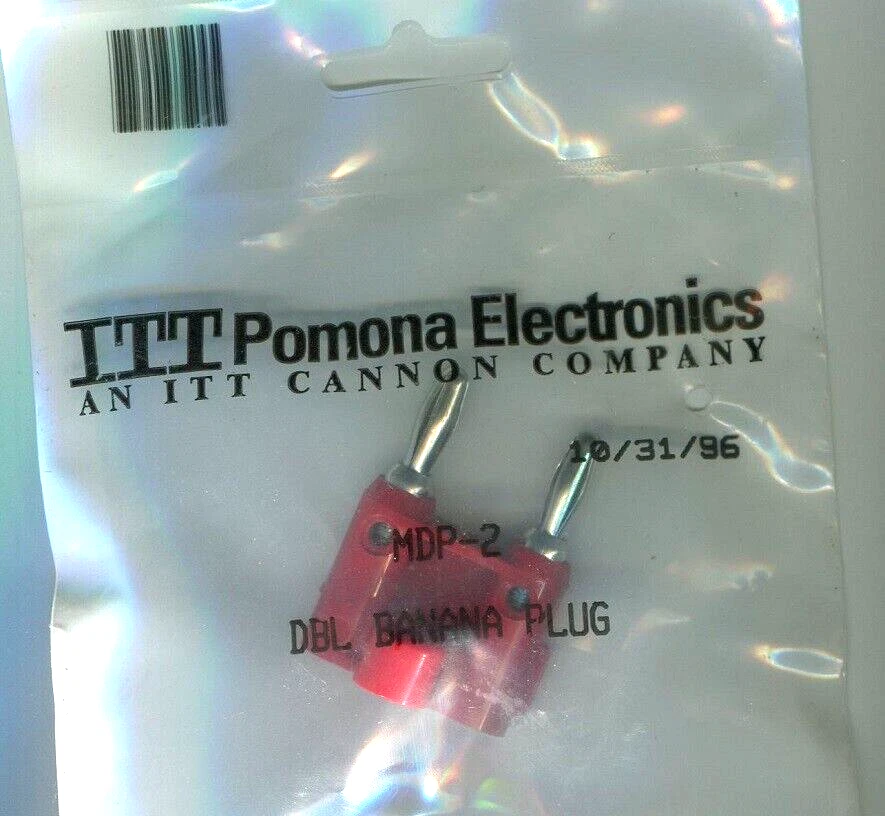 ITT Pomona Electronics
AN ITT CANNON COMPANY
10/31/96
MDP-2
DBL BANANA PLUG